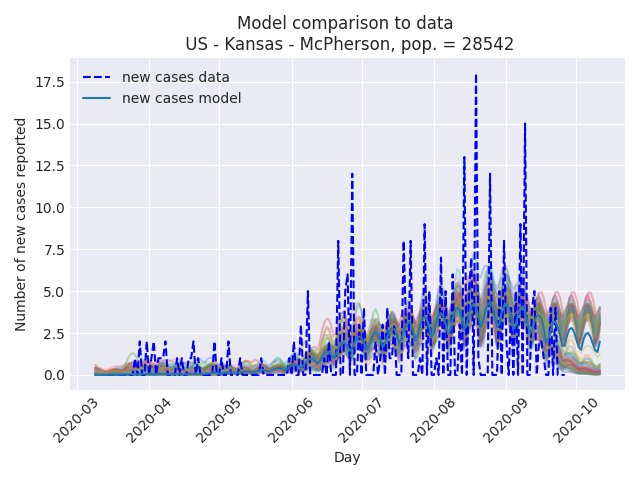 Model comparison to data
US - Kansas - McPherson, pop. = 28542
new cases data
new cases model
Number of new cases reported
17.5
15.0
12.5
10.0
7.5
5.0
2.5
0.0
2020-03
2020-04
2020-05
2020-06
2020-07
2020-08
2020-09
2020-10
Day